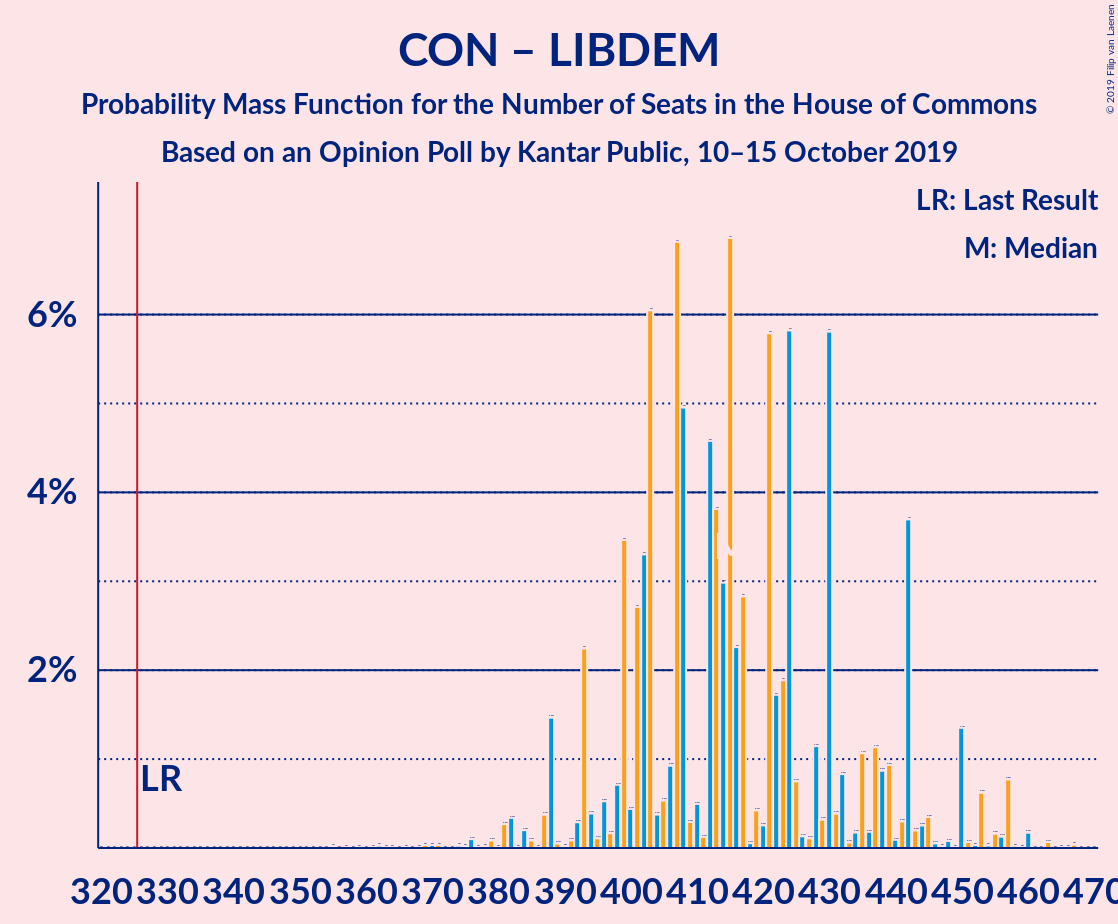 CON – LIBDEM
Probability Mass Function for the Number of Seats in the House of Commons
Based on an Opinion Poll by Kantar Public, 10–15 October 2019
© 2019 Filip van Laenen
LR: Last Result
M: Median
6%
4%
2%
LR
320 330 340 350 360 370 380 390 400 410 420 430 440 450 460 470